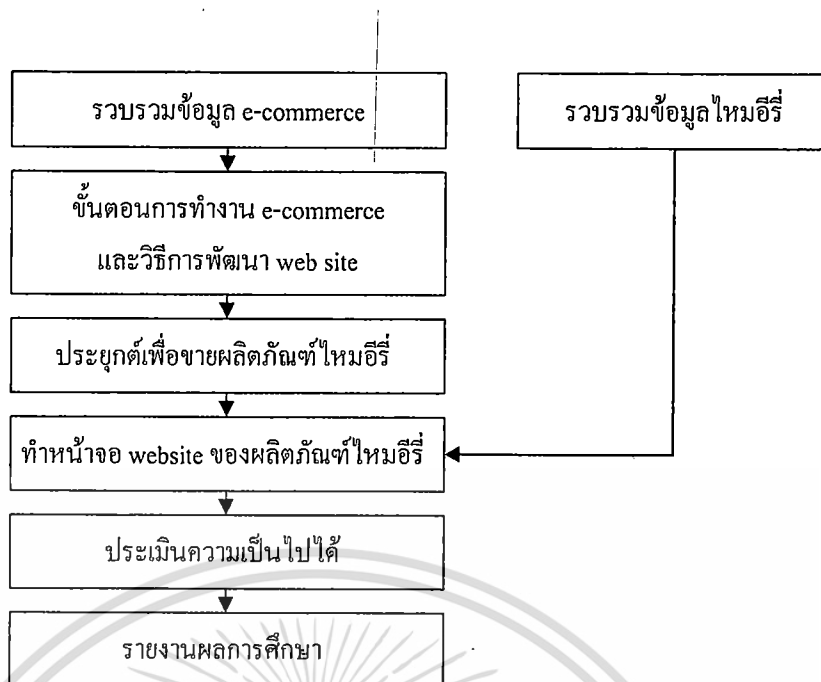 รวบรวมข้อมูล e-commerce
รวบรวมข้อมูลไหมอีรี่
ขั้นตอนการทำงาน e-commerce
และวิธีการพัฒนา web site
ประยุกต์เพื่อขายผลิตภัณฑ์ไหมอีรี่
ทำหน้าจอ website ของผลิตภัณฑ์ไหมอีรี่
ประเมินความเป็นไปได้
รายงานผลการศึกษา